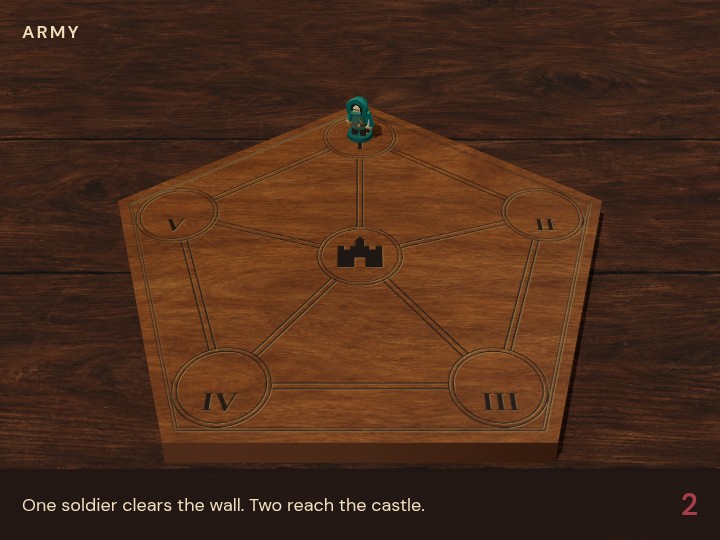 ARMY
V
II
IV
III
One soldier clears the wall. Two reach the castle.
2